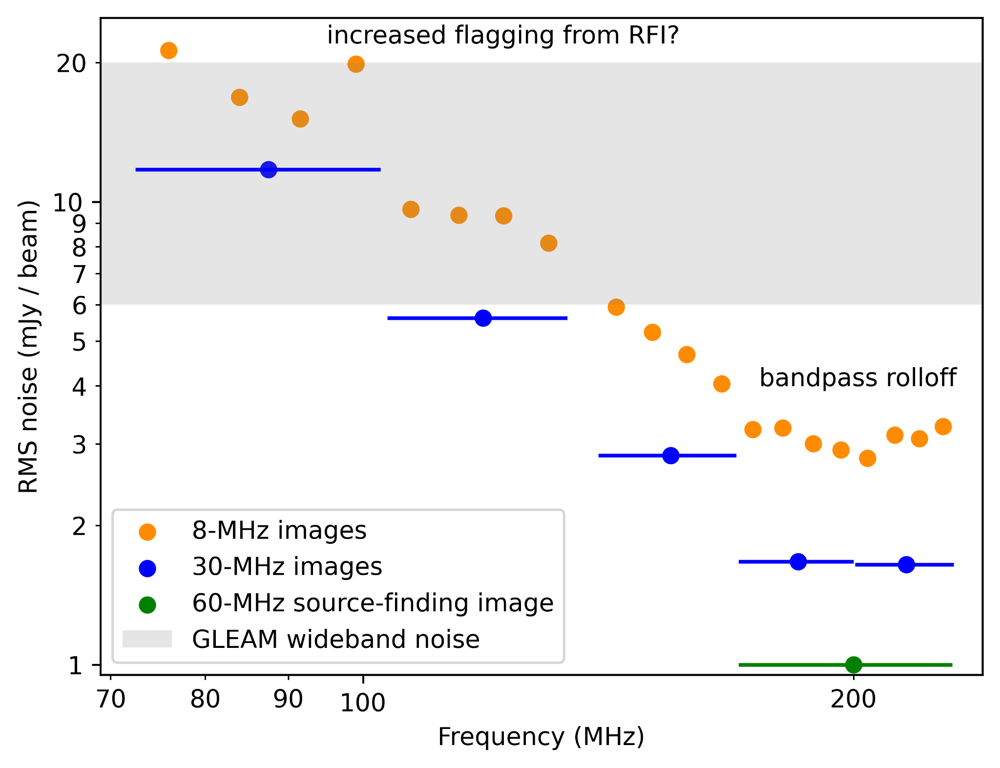 increased flagging from RFI?
20
10
9
8
7
6
5
4
3
2
1
RMS noise (mJy / beam)
bandpass rolloff
8-MHz images
30-MHz images
60-MHz source-finding image
GLEAM wideband noise
70 80 90 100 200
Frequency (MHz)